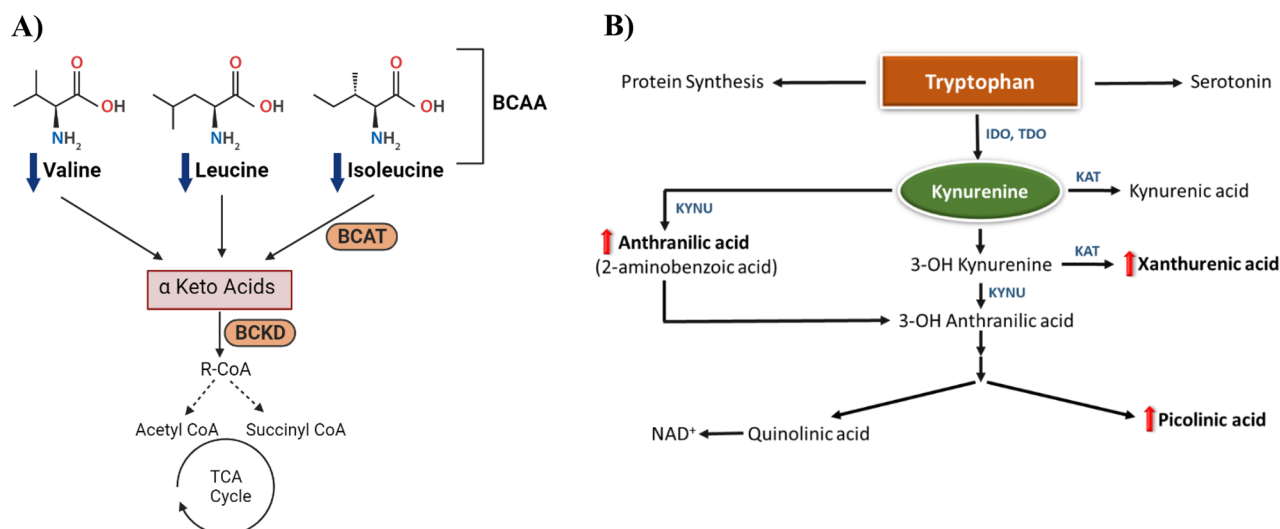 A)
O
OH
NH2
O
OH
NH2
O
OH
NH2
BCAA
Valine
Leucine
Isoleucine
BCAT
α Keto Acids
BCKD
R-CoA
Acetyl CoA
Succinyl CoA
TCA
Cycle
B)
Protein Synthesis
Tryptophan
Serotonin
IDO, TDO
Kynurenine
KAT
Kynurenic acid
KYNU
Anthranilic acid
(2-aminobenzoic acid)
3-OH Kynurenine
KAT
Xanthurenic acid
KYNU
3-OH Anthranilic acid
NAD+
Quinolinic acid
Picolinic acid